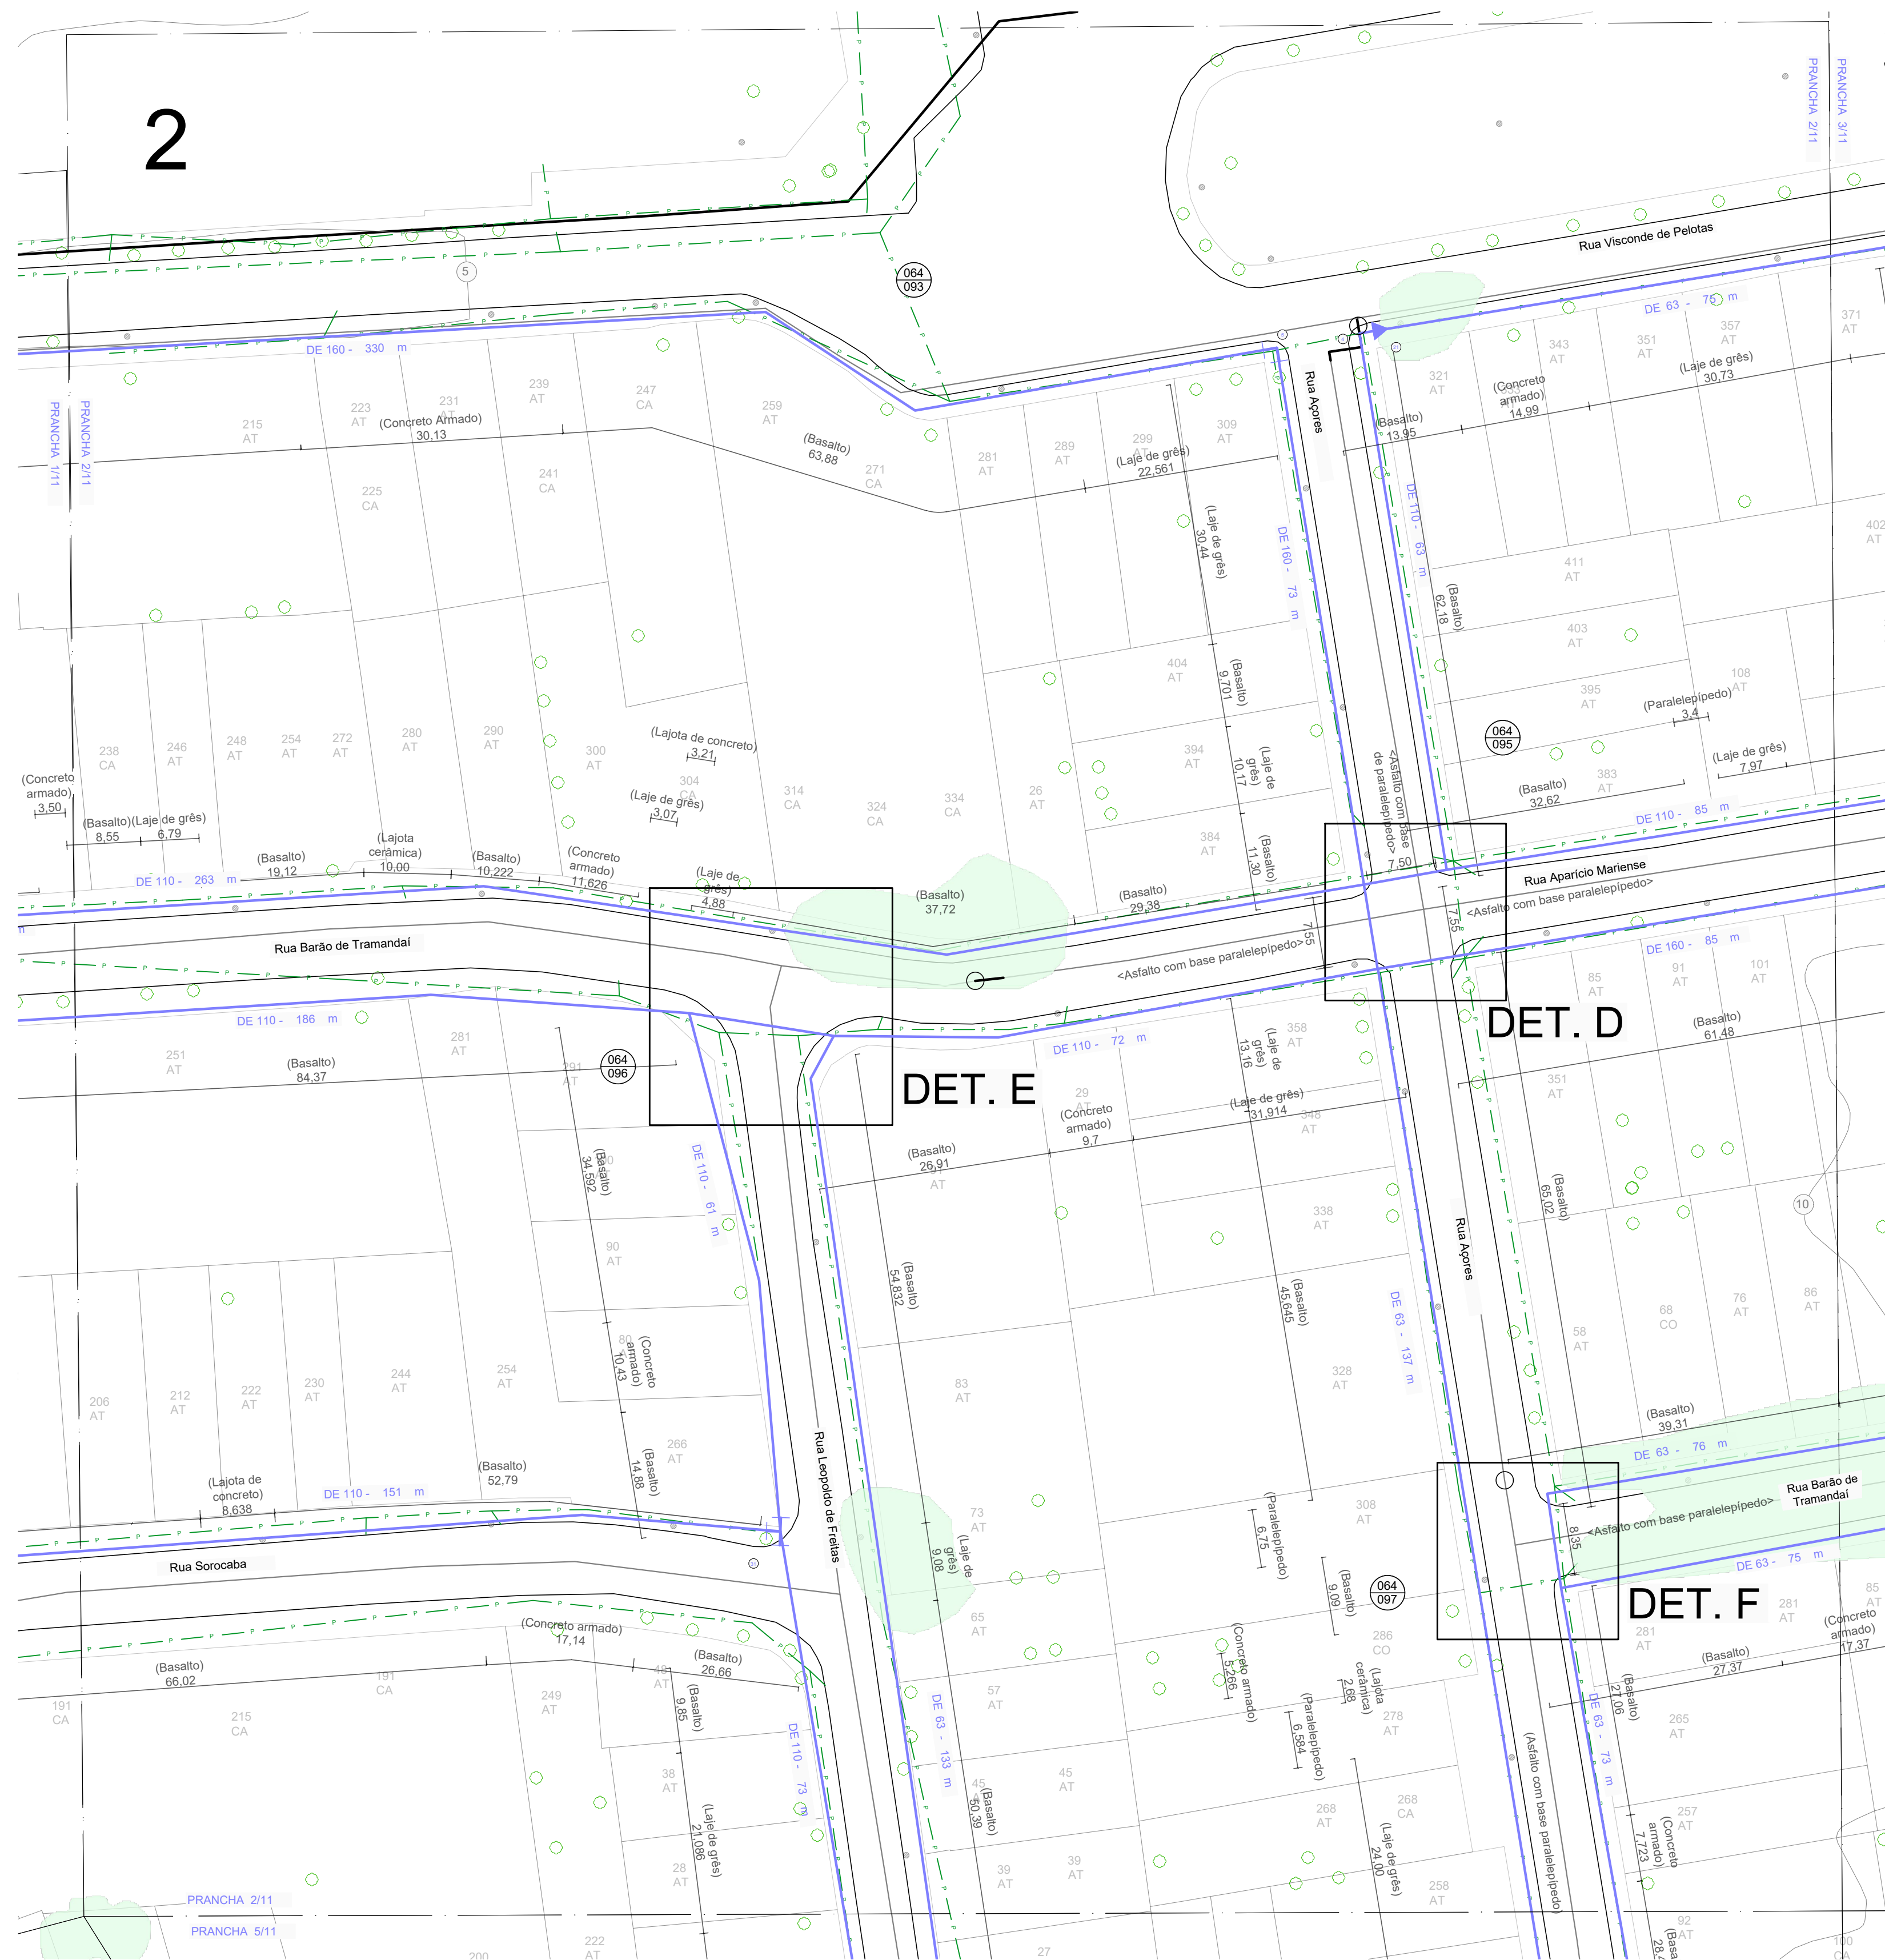 2
PRANCHA 2/11
PRANCHA 3/11
Rua Visconde de Pelotas
5
064
093
DE 160 - 330 m
DE 63 - 75 m
PRANCHA 1/11
PRANCHA 2/11
215
AT
223
AT
231
AT
239
AT
247
CA
259
AT
(Concreto Armado)
30,13
(Basalto)
63,88
225
CA
241
CA
271
CA
281
AT
289
AT
299
AT
309
AT
(Laje de grês)
22,561
Rua Açores
321
AT
343
AT
351
AT
357
AT
371
AT
(Concreto
armado)
14,99
(Laje de grês)
30,73
(Basalto)
13,95
DE 110 - 63 m
DE 160 - 73 m
(Laje de grês)
30,44
(Basalto)
62,18
402
AT
411
AT
403
AT
395
AT
108
AT
(Paralelepípedo)
3,4
064
095
383
AT
(Laje de grês)
7,97
(Basalto)
32,62
DE 110 - 85 m
404
AT
(Basalto)
9,701
394
AT
(Laje de
grês)
10,17
384
AT
(Basalto)
11,30
<Asfalto com base
de paralelepípedo>
7,50
238
CA
246
AT
248
AT
254
AT
272
AT
280
AT
290
AT
300
AT
304
CA
314
CA
324
CA
334
CA
26
AT
(Lajota de concreto)
3,21
(Laje de grês)
3,07
(Concreto
armado)
3,50
(Basalto)
8,55
(Laje de grês)
6,79
(Basalto)
19,12
(Lajota
cerâmica)
10,00
(Basalto)
10,222
(Concreto
armado)
11,626
(Laje de
grês)
4,88
(Basalto)
37,72
(Basalto)
29,38
DE 110 - 263 m
m
Rua Barão de Tramandaí
Rua Aparício Mariense
<Asfalto com base paralelepípedo>
7,55
<Asfalto com base paralelepípedo>
7,55
DE 160 - 85 m
DET. D
DET. E
DE 110 - 186 m
DE 110 - 72 m
251
AT
281
AT
291
AT
(Basalto)
84,37
064
096
358
AT
(Laje de
grês)
13,16
29
AT
(Concreto
armado)
9,7
(Laje de grês)
31,914
348
AT
(Basalto)
26,91
AT
85
AT
91
AT
101
AT
(Basalto)
61,48
351
AT
(Basalto)
65,02
10
(Basalto)
34,592
DE 110 - 61 m
90
AT
80
(Concreto
armado)
10,43
338
AT
(Basalto)
54,832
(Basalto)
45,645
328
AT
DE 63 - 137 m
Rua Açores
58
AT
68
CO
76
AT
86
AT
206
AT
212
AT
222
AT
230
AT
244
AT
254
AT
266
AT
(Basalto)
14,88
83
AT
73
AT
(Basalto)
39,31
DE 63 - 76 m
Rua Barão de
Tramandaí
<Asfalto com base paralelepípedo>
8,35
DE 63 - 75 m
DET. F
(Lajota de
concreto)
8,638
(Basalto)
52,79
DE 110 - 151 m
Rua Sorocaba
Rua Leopoldo de Freitas
(Laje de
grês)
9,08
(Paralelepípedo)
6,75
308
AT
(Basalto)
9,09
064
097
286
CO
65
AT
(Concreto armado)
17,14
(Basalto)
66,02
(Basalto)
26,66
191
CA
191
CA
215
CA
249
AT
48
AT
(Basalto)
9,85
57
AT
(Concreto armado)
5,266
(Lajota
cerâmica)
2,68
278
AT
(Paralelepípedo)
6,584
281
AT
281
AT
85
AT
(Concreto
armado)
17,37
(Basalto)
27,37
(Basalto)
27,06
265
AT
DE 63 - 73 m
DE 110 - 73 m
DE 63 - 133 m
38
AT
(Laje de grês)
21,086
28
AT
45
AT
45
AT
(Basalto)
50,39
39
AT
39
AT
268
AT
268
CA
(Laje de grês)
24,00
258
AT
(Asfalto com base paralelepípedo)
257
AT
(Concreto
armado)
7,723
92
AT
100
CA
PRANCHA 2/11
PRANCHA 5/11
200
222
AT
27